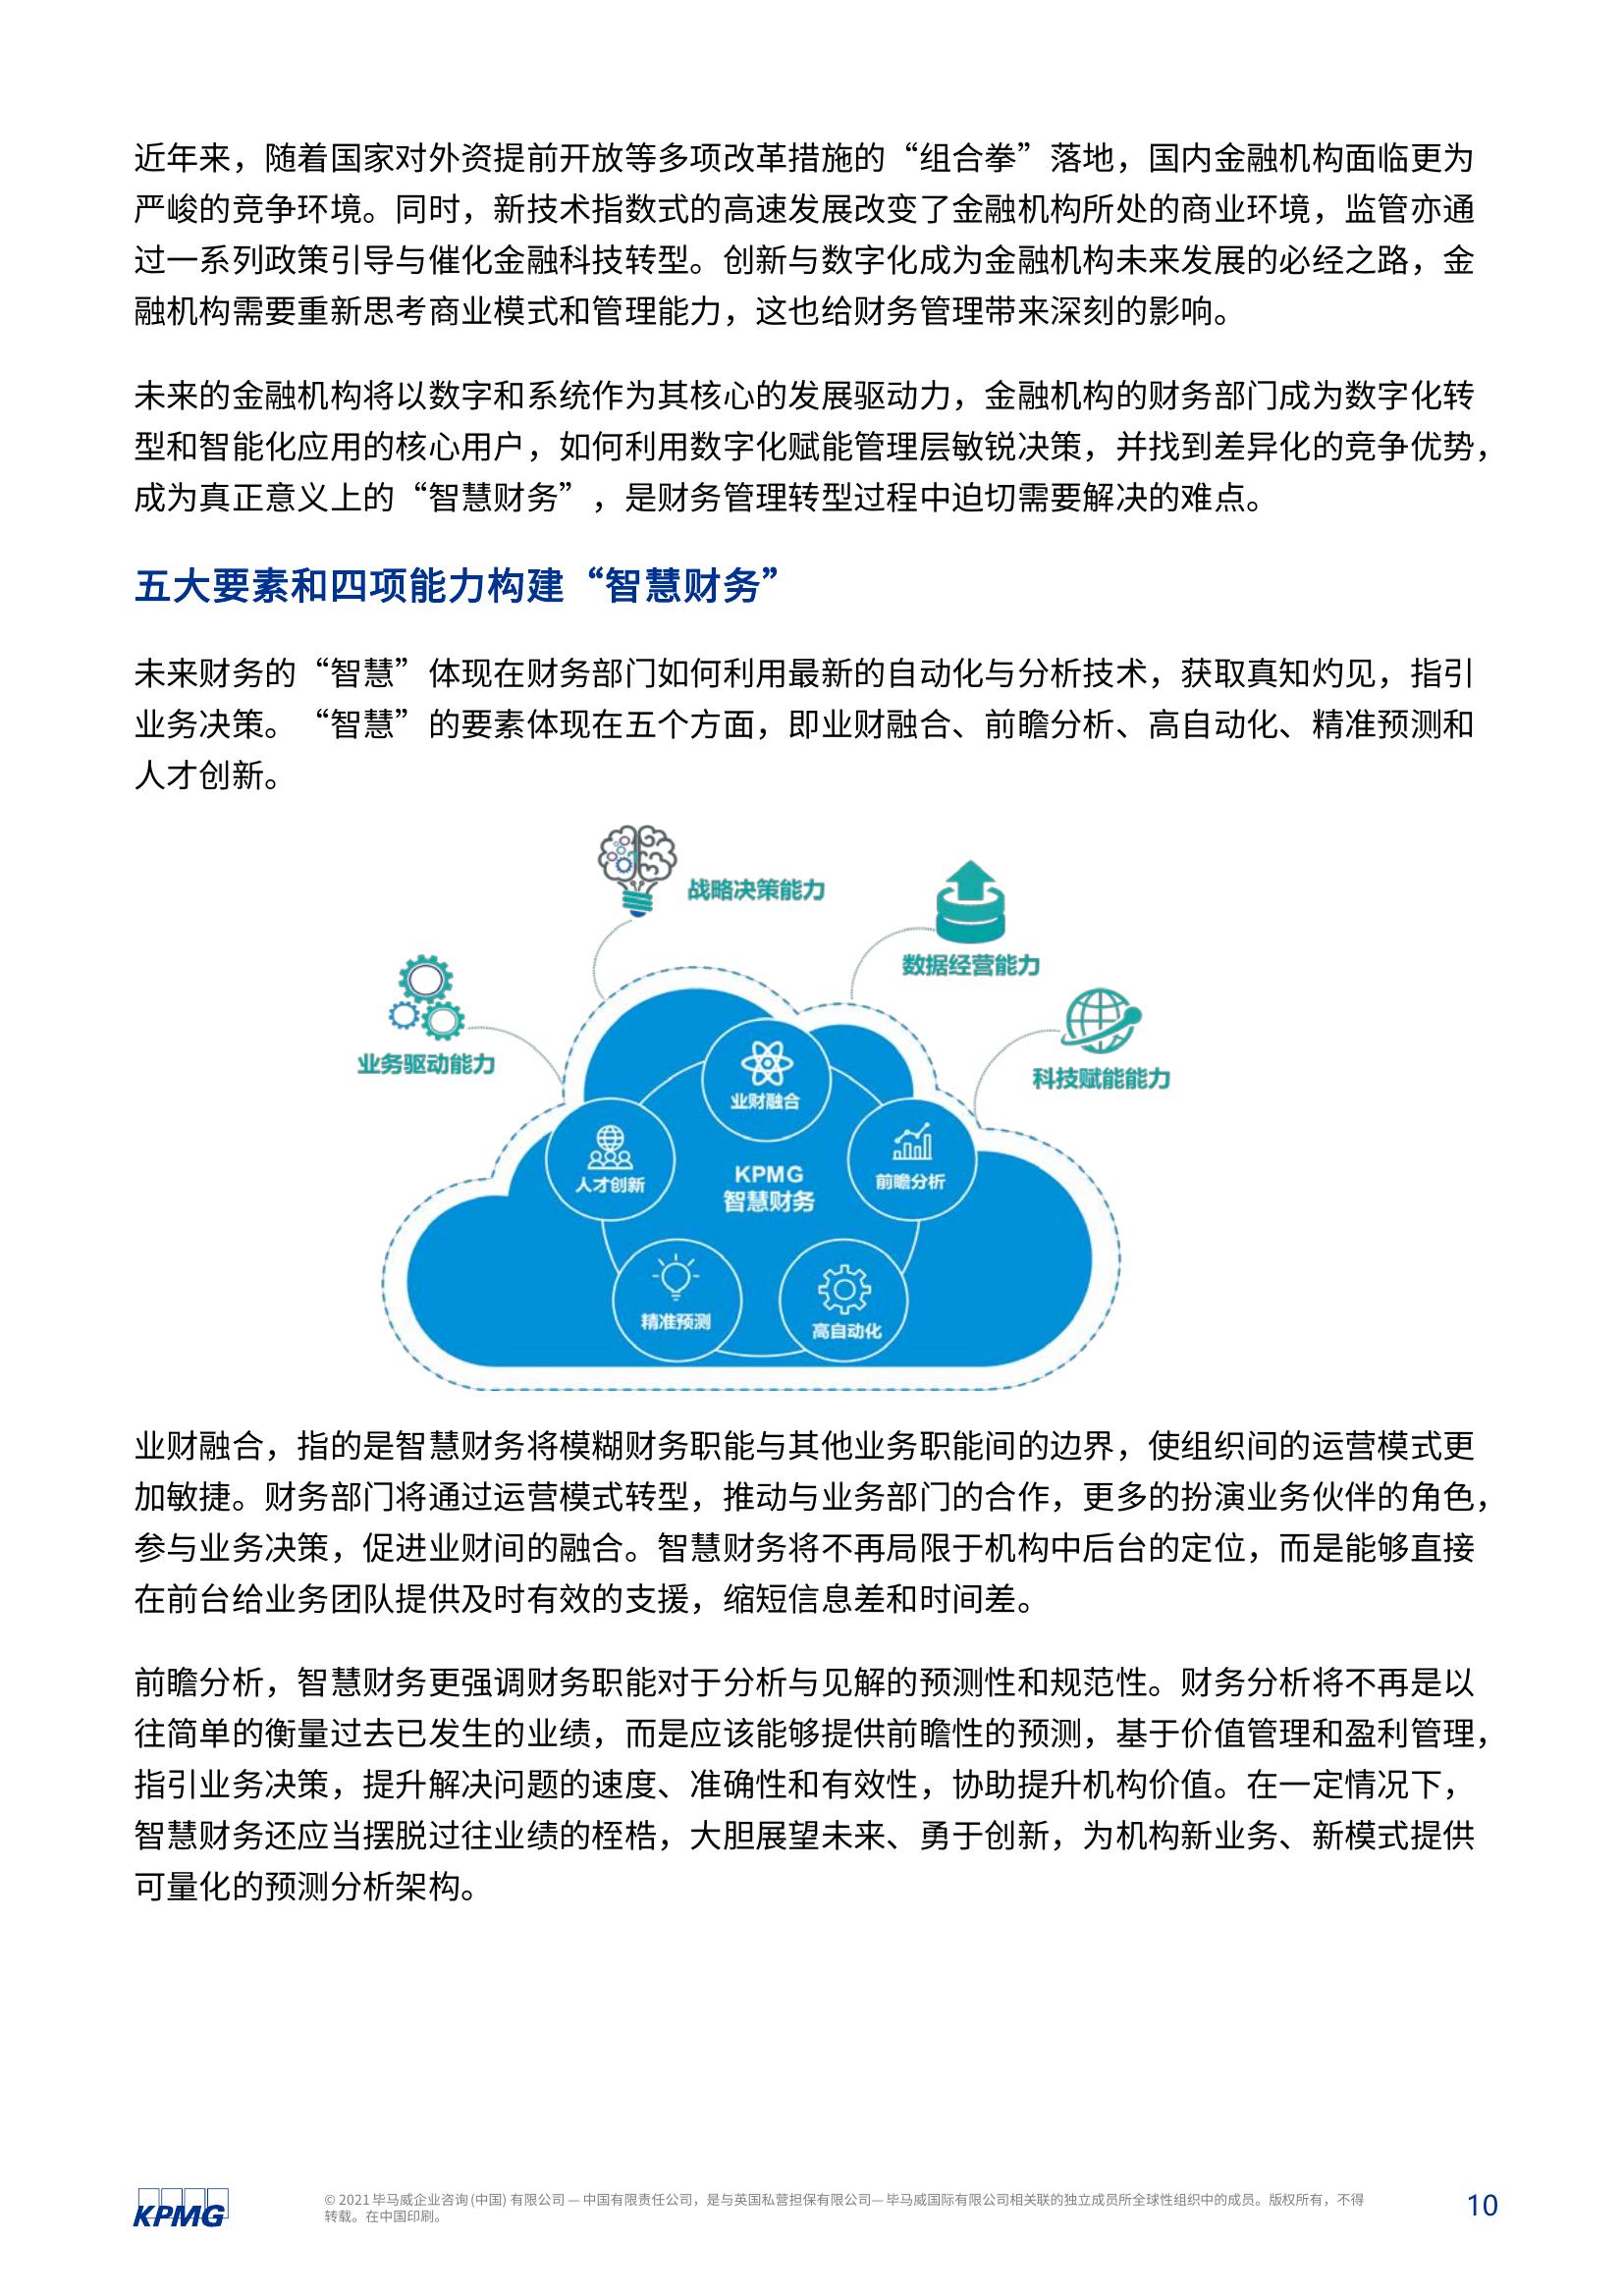 近年来，随着国家对外资提前开放等多项改革措施的“组合拳”落地，国内金融机构面临更为
严峻的竞争环境。同时，新技术指数式的高速发展改变了金融机构所处的商业环境，监管亦通
过一系列政策引导与催化金融科技转型。创新与数字化成为金融机构未来发展的必经之路，金
融机构需要重新思考商业模式和管理能力，这也给财务管理带来深刻的影响。
未来的金融机构将以数字和系统作为其核心的发展驱动力，金融机构的财务部门成为数字化转
型和智能化应用的核心用户，如何利用数字化赋能管理层敏锐决策，并找到差异化的竞争优势，
成为真正意义上的“智慧财务”，是财务管理转型过程中迫切需要解决的难点。
五大要素和四项能力构建“智慧财务”
未来财务的“智慧”体现在财务部门如何利用最新的自动化与分析技术，获取真知灼见，指引
业务决策。“智慧”的要素体现在五个方面，即业财融合、前瞻分析、高自动化、精准预测和
人才创新。
战略决策能力
数据经营能力
业务驱动能力
科技赋能能力
业财融合
人才创新
KPMG
智慧财务
前瞻分析
精准预测
高自动化
业财融合，指的是智慧财务将模糊财务职能与其他业务职能间的边界，使组织间的运营模式更
加敏捷。财务部门将通过运营模式转型，推动与业务部门的合作，更多的扮演业务伙伴的角色，
参与业务决策，促进业财间的融合。智慧财务将不再局限于机构中后台的定位，而是能够直接
在前台给业务团队提供及时有效的支援，缩短信息差和时间差。
前瞻分析，智慧财务更强调财务职能对于分析与见解的预测性和规范性。财务分析将不再是以
往简单的衡量过去已发生的业绩，而是应该能够提供前瞻性的预测，基于价值管理和盈利管理，
指引业务决策，提升解决问题的速度、准确性和有效性，协助提升机构价值。在一定情况下，
智慧财务还应当摆脱过往业绩的桎梏，大胆展望未来、勇于创新，为机构新业务、新模式提供
可量化的预测分析架构。
KPMG
© 2021 毕马威企业咨询 (中国) 有限公司 — 中国有限责任公司，是与英国私营担保有限公司— 毕马威国际有限公司相关联的独立成员所全球性组织中的成员。版权所有，不得
转载。在中国印刷。
10